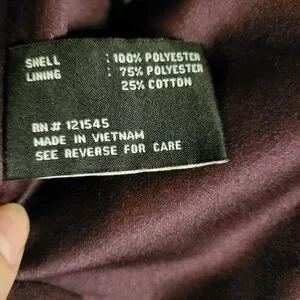 SHELL : 100% POLYESTER
LINING : 75% POLYESTER
25% COTTON
RN# 121545
MADE IN VIETNAM
SEE REVERSE FOR CARE